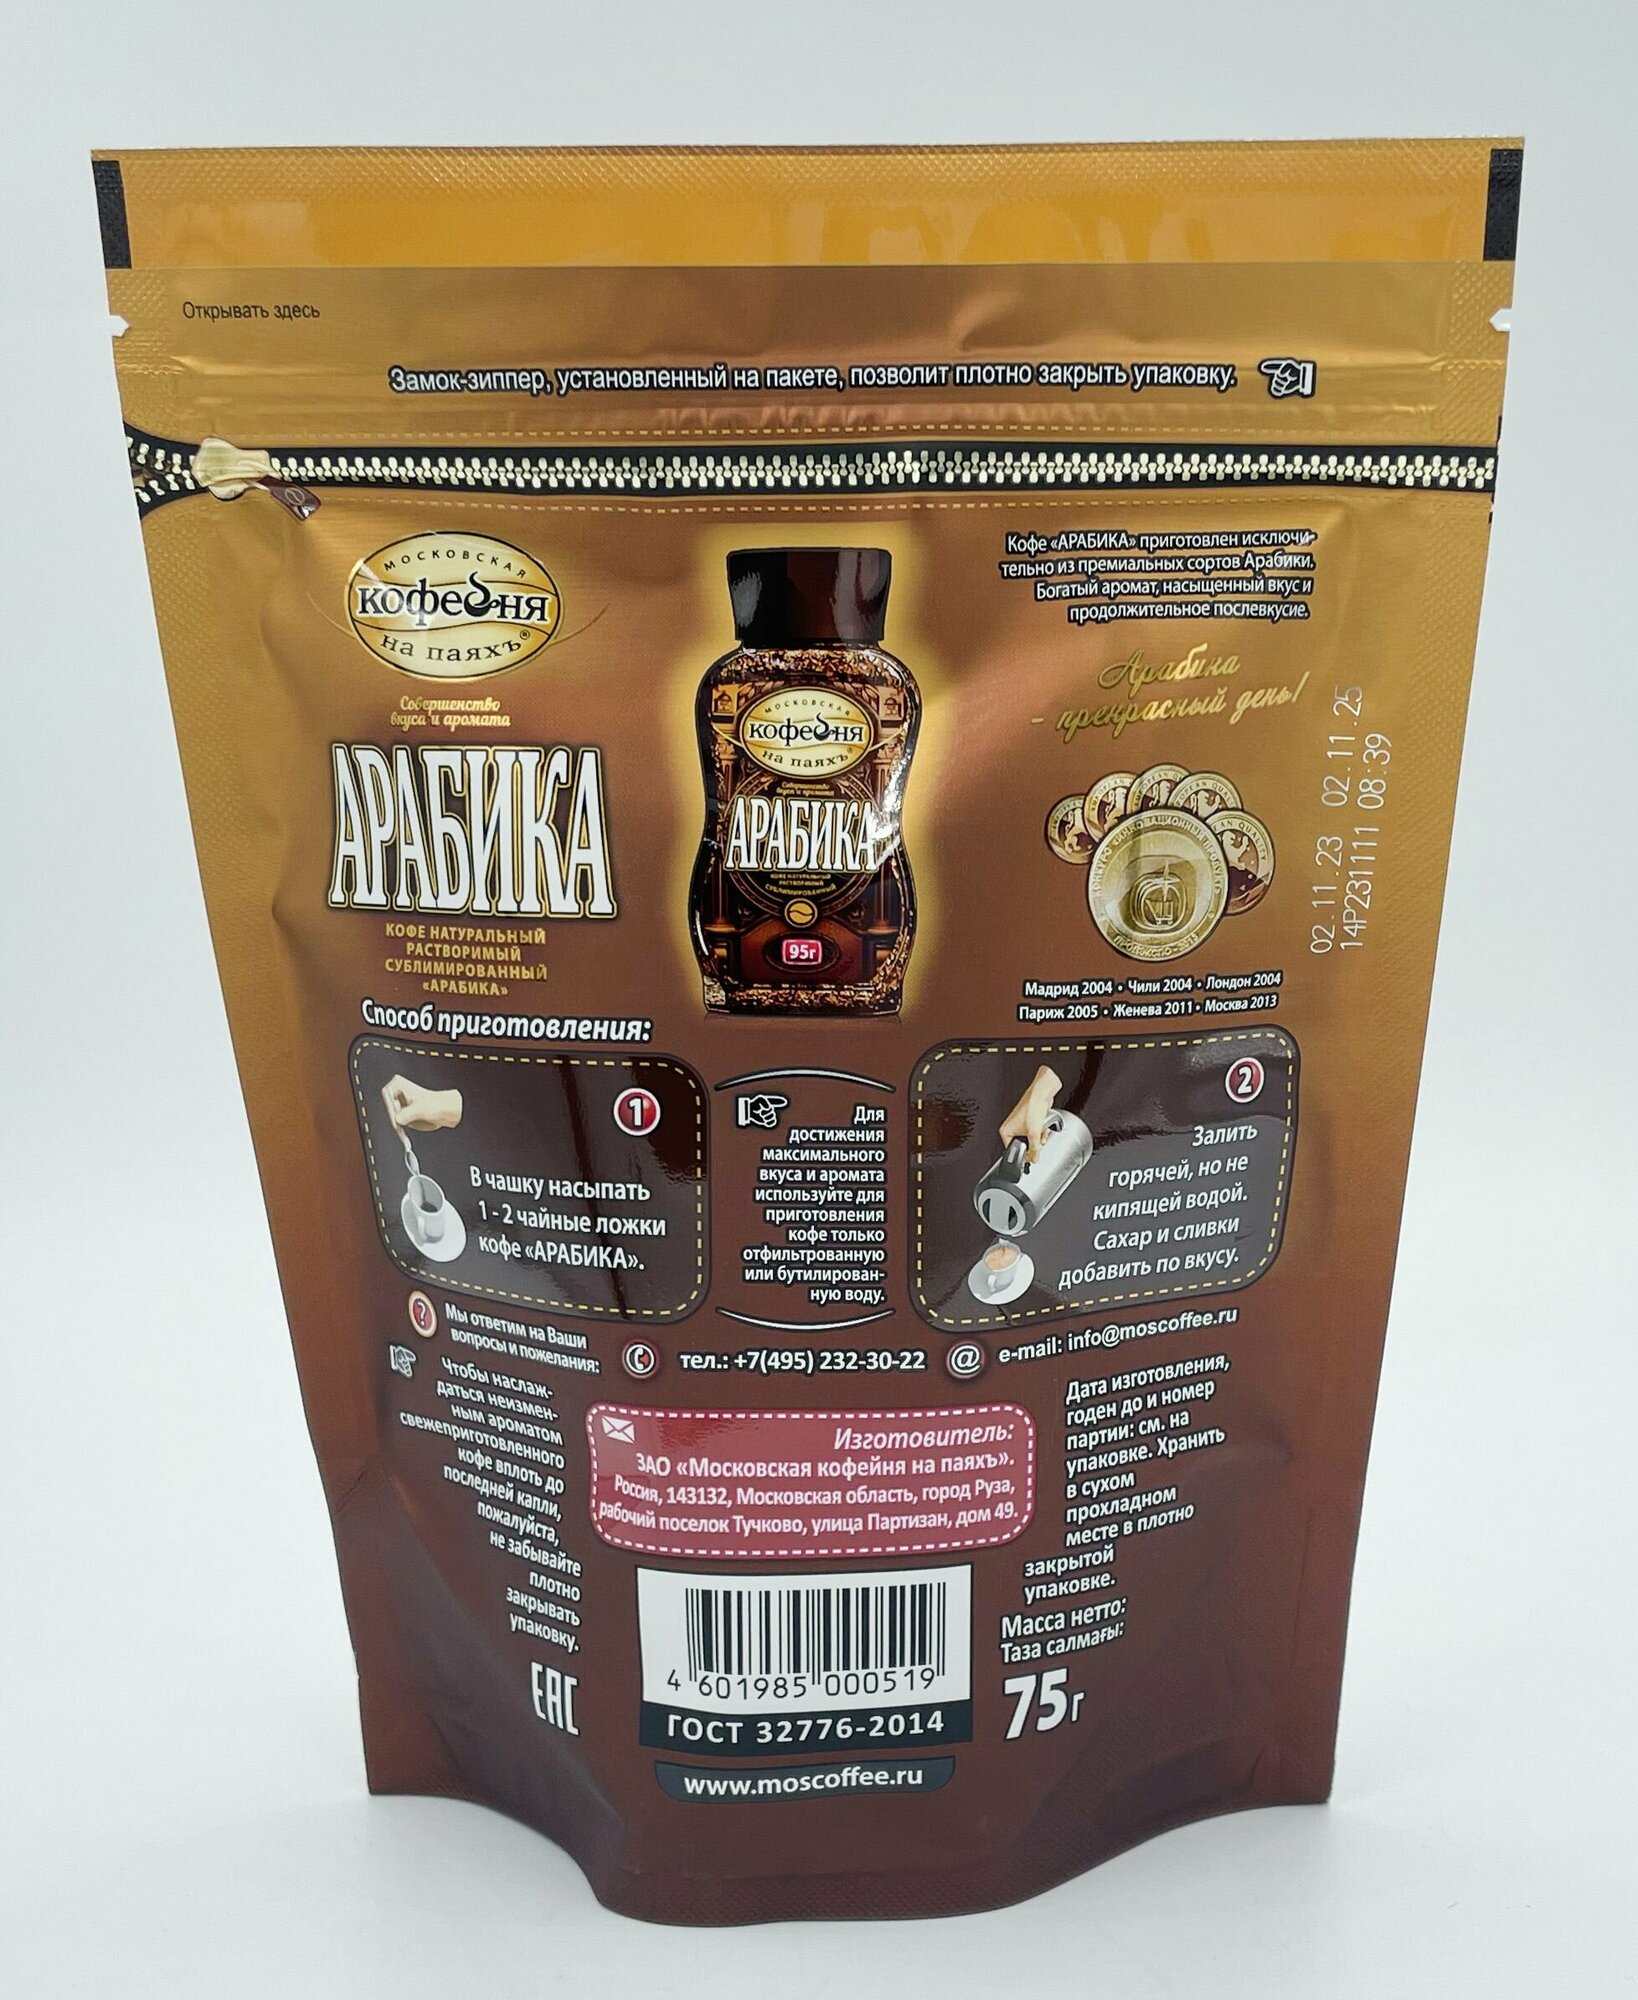 Открывать здесь
Замок-зиппер, установленный на пакете, позволит плотно закрыть упаковку.
МОСКОВСКАЯ
кофейня
на паяхъ®
Совершенство
вкуса и аромата
АРАБИКА
КОФЕ НАТУРАЛЬНЫЙ
РАСТВОРИМЫЙ
СУБЛИМИРОВАННЫЙ
«АРАБИКА»
МОСКОВСКАЯ
кофейня
на паяхъ®
Совершенство
вкуса и аромата
АРАБИКА
КОФЕ НАТУРАЛЬНЫЙ
РАСТВОРИМЫЙ
СУБЛИМИРОВАННЫЙ
95г
Кофе «АРАБИКА» приготовлен исключи-
тельно из премиальных сортов Арабики.
Богатый аромат, насыщенный вкус и
продолжительное послевкусие.
Арабика
- прекрасный день!
02.11.23 02.11.25
14P231111 08:39
Мадрид 2004 • Чили 2004 • Лондон 2004
Париж 2005 • Женева 2011 • Москва 2013
Способ приготовления:
1
В чашку насыпать
1 - 2 чайные ложки
кофе «АРАБИКА».
Для
достижения
максимального
вкуса и аромата
используйте для
приготовления
кофе только
отфильтрованную
или бутилирован-
ную воду.
2
Залить
горячей, но не
кипящей водой.
Сахар и сливки
добавить по вкусу.
? Мы ответим на Ваши
вопросы и пожелания:
тел.: +7(495) 232-30-22
@ e-mail: info@moscoffee.ru
Чтобы наслаж-
даться неизмен-
ным ароматом
свежеприготовленного
кофе вплоть до
последней капли,
пожалуйста,
не забывайте
плотно
закрывать
упаковку.
EAC
Изготовитель:
ЗАО «Московская кофейня на паяхъ».
Россия, 143132, Московская область, город Руза,
рабочий поселок Тучково, улица Партизан, дом 49.
4 601985 000519
ГОСТ 32776-2014
www.moscoffee.ru
Дата изготовления,
годен до и номер
партии: см. на
упаковке. Хранить
в сухом
прохладном
месте в плотно
закрытой
упаковке.
Масса нетто:
Таза салмағы:
75г